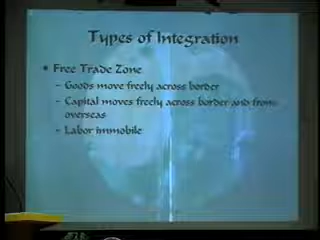 Types of Integration
• Free Trade Zone
– Goods move freely across border
– Capital moves freely across border and from
overseas
– Labor immobile